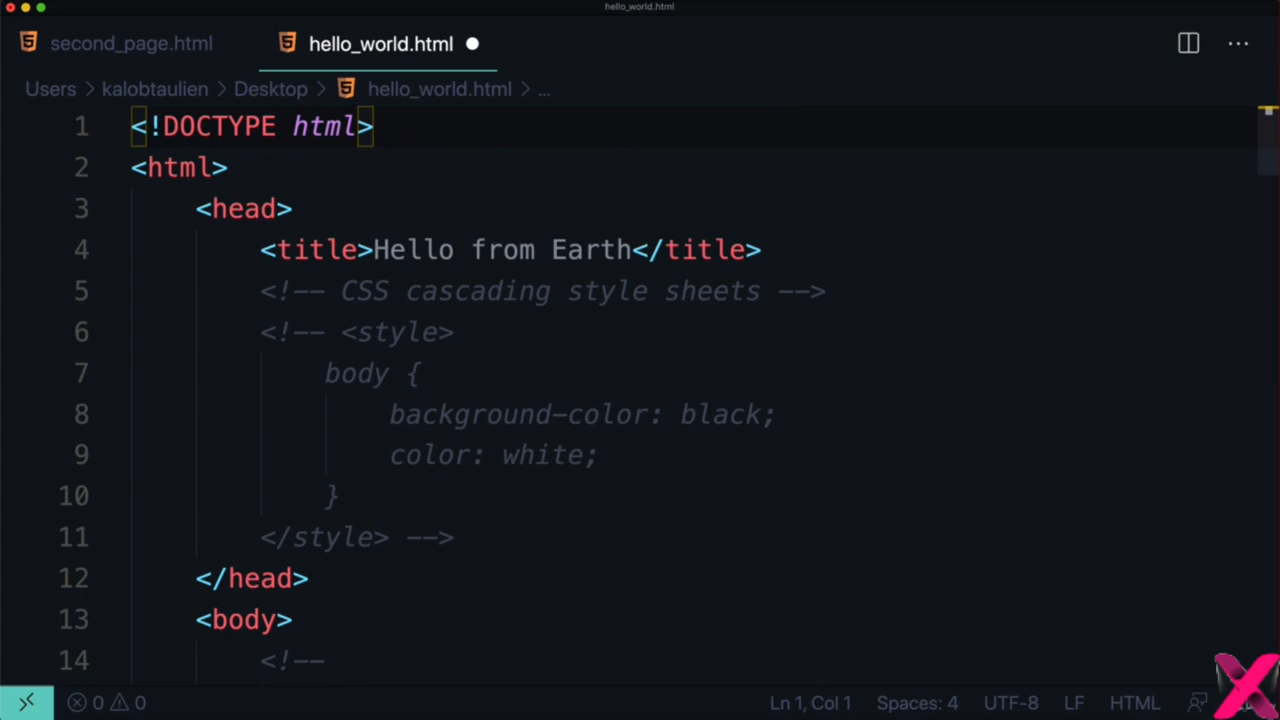 hello_world.html
second_page.html hello_world.html
Users > kalobtaulien > Desktop > hello_world.html > ...
1 <!DOCTYPE html>
2 <html>
3 <head>
4 <title>Hello from Earth</title>
5 <!-- CSS cascading style sheets -->
6 <!-- <style>
7 body {
8 background-color: black;
9 color: white;
10 }
11 </style> -->
12 </head>
13 <body>
14 <!--
0 0 Ln 1, Col 1 Spaces: 4 UTF-8 LF HTML